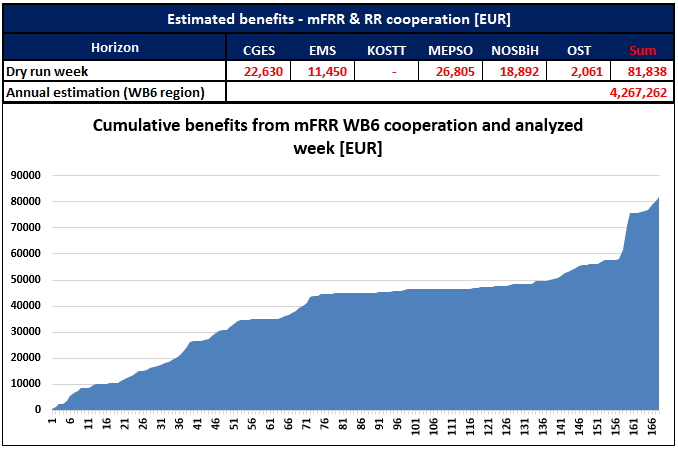 Estimated benefits - mFRR & RR cooperation [EUR]
Horizon CGES EMS KOSTT MEPSO NOSBiH OST Sum
Dry run week 22,630 11,450 - 26,805 18,892 2,061 81,838
Annual estimation (WB6 region) 4,267,262
Cumulative benefits from mFRR WB6 cooperation and analyzed
week [EUR]
90000
80000
70000
60000
50000
40000
30000
20000
10000
0
1 6 11 16 21 26 31 36 41 46 51 56 61 66 71 76 81 86 91 96 101 106 111 116 121 126 131 136 141 146 151 156 161 166